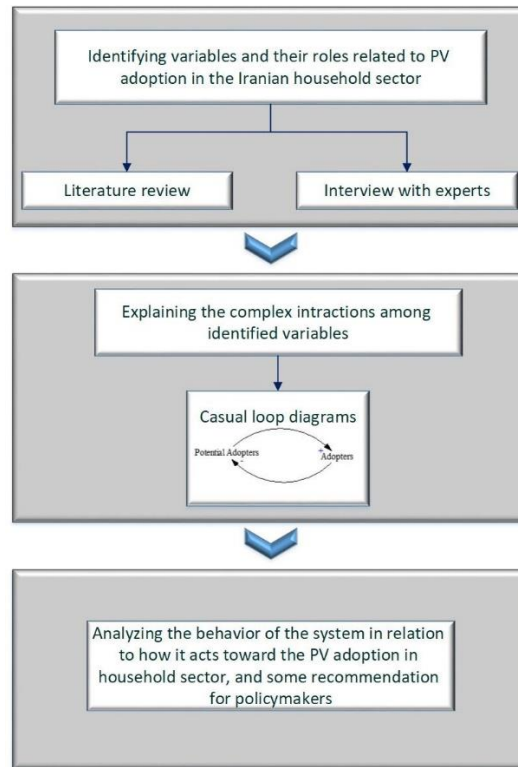 Identifying variables and their roles related to PV
adoption in the Iranian household sector
Literature review
Interview with experts
Explaining the complex intractions among
identified variables
Casual loop diagrams
Potential Adopters
-
+
Adopters
Analyzing the behavior of the system in relation
to how it acts toward the PV adoption in
household sector, and some recommendation
for policymakers